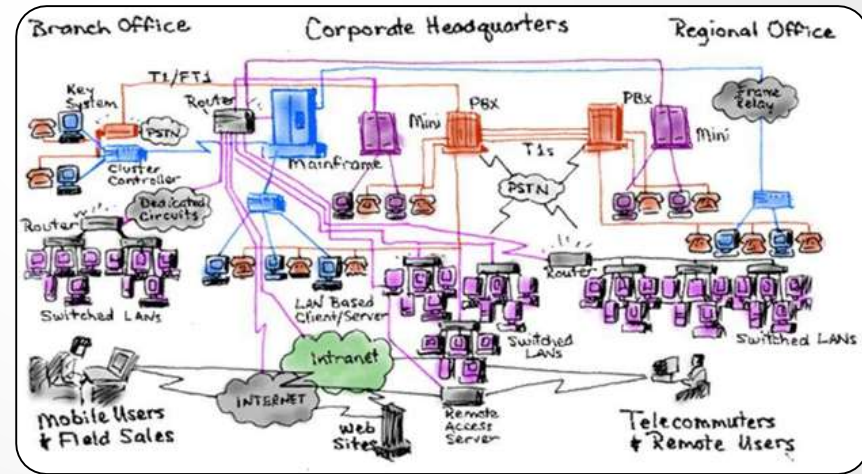 Branch Office
Corporate Headquarters
Regional Office
T1/FT1
Key
System
PSTN
Cluster
Controller
Router
Mainframe
Mini
PBX
T1s
PBX
Mini
Frame
Relay
PSTN
Dedicated
Circuits
Router
Switched LANs
LAN Based
Client/Server
Switched
LANs
Router
Switched LANs
Intranet
INTERNET
Web
Sites
Remote
Access
Server
Mobile Users
& Field Sales
Telecommuters
& Remote Users